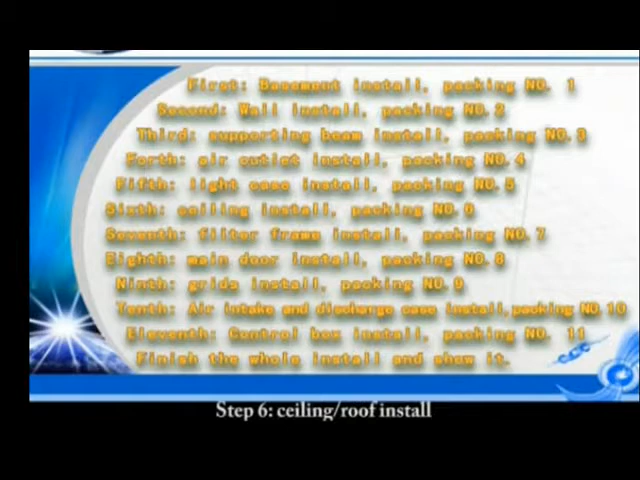 First: Basement install, packing NO. 1
Second: Wall install, packing NO.2
Third: supporting beam install, packing NO.3
Forth: air outlet install, packing NO.4
Fifth: light case install, packing NO.5
Sixth: ceiling install, packing NO.6
Seventh: filter frame install, packing NO.7
Eighth: main door install, packing NO.8
Ninth: grids install, packing NO.9
Tenth: Air intake and discharge case install,packing NO.10
Eleventh: Control box install, packing NO. 11
Finish the whole install and show it.
Step 6: ceiling/roof install